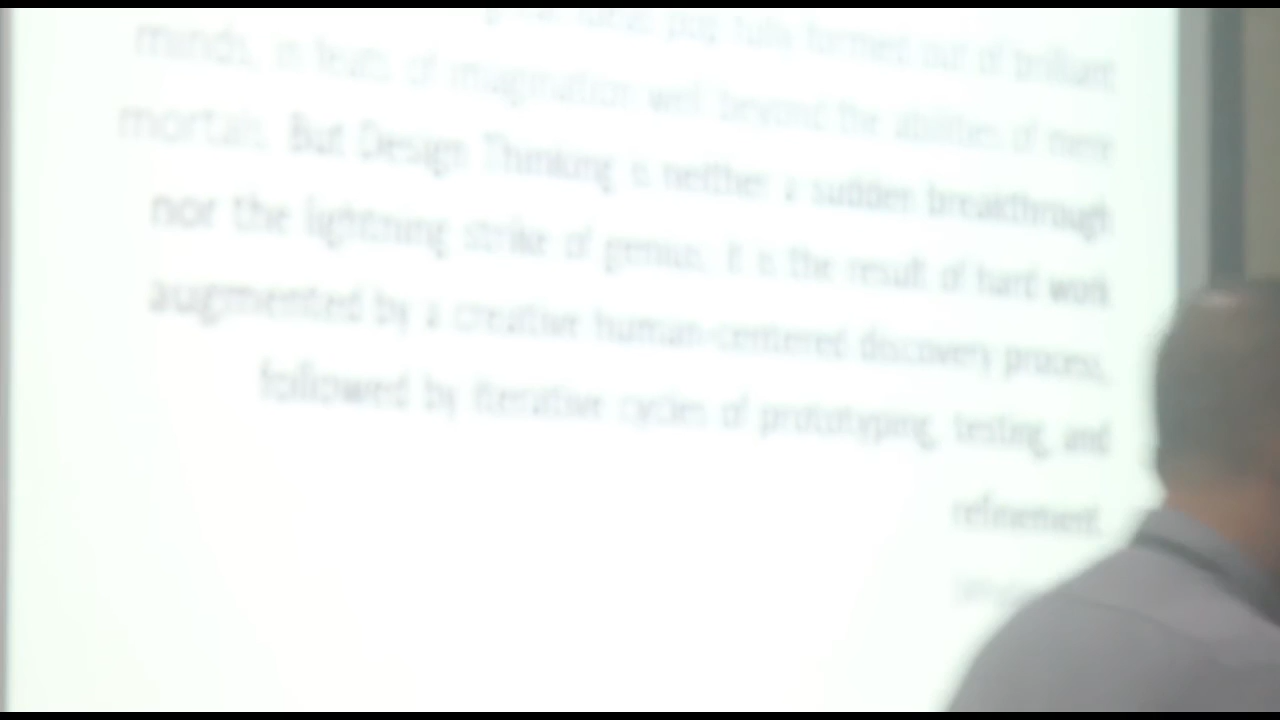 pop fully formed out of brilliant
minds, in feats of imagination well beyond the abilities of mere
mortals. But Design Thinking is neither a sudden breakthrough
nor the lightning strike of genius; it is the result of hard work
augmented by a creative human-centered discovery process,
followed by iterative cycles of prototyping, testing, and
refinement.